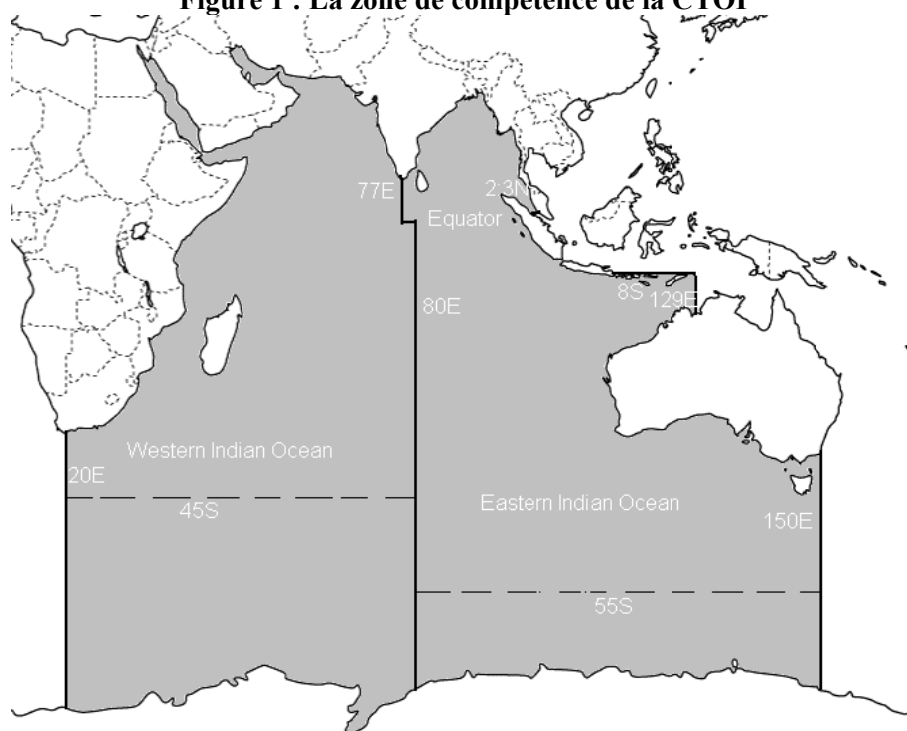 Figure 1 : La zone de compétence de la CTOI
77E
2:3N
Equator
80E
8S
129E
Western Indian Ocean
20E
45S
Eastern Indian Ocean
150E
55S